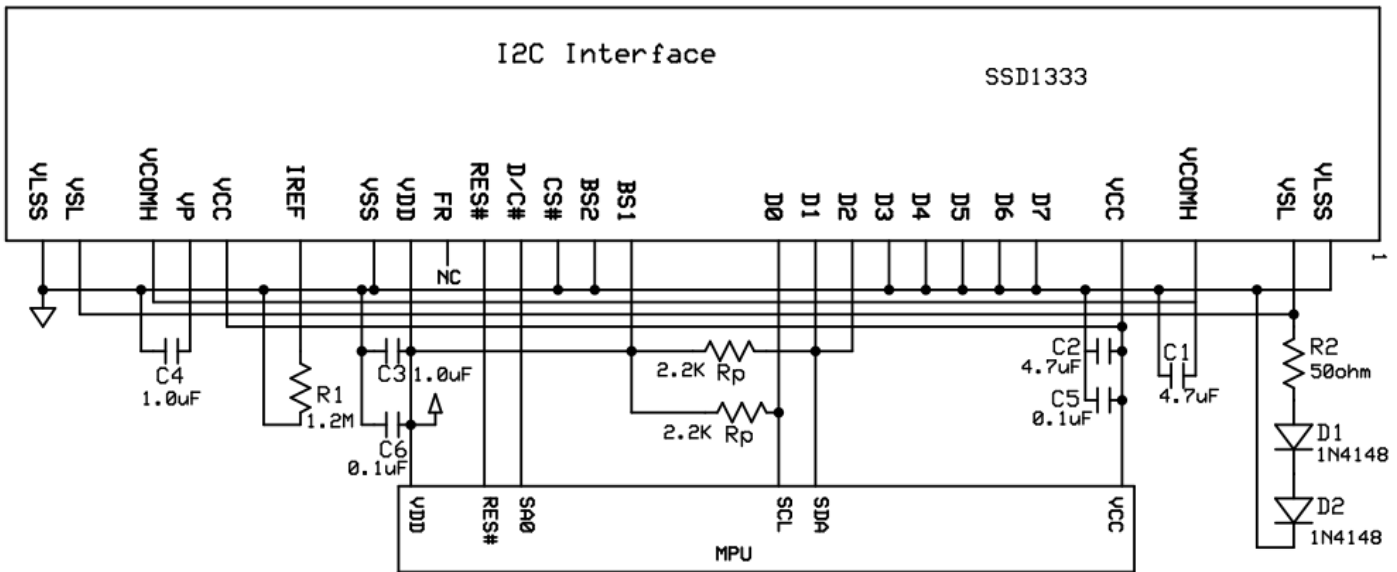 I2C Interface
SSD1333
VLSS
VSL
VCOMH
VP
VCC
IREF
VSS
VDD
FR
RES#
D/C#
CS#
BS2
BS1
D0
D1
D2
D3
D4
D5
D6
D7
VCC
VCOMH
VSL
VLSS
1
NC
C4
1.0uF
R1
1.2M
C3
1.0uF
C6
0.1uF
2.2K
Rp
2.2K
Rp
C2
4.7uF
C5
0.1uF
C1
4.7uF
R2
50ohm
D1
1N4148
D2
1N4148
VDD
RES#
SA0
SCL
SDA
VCC
MPU